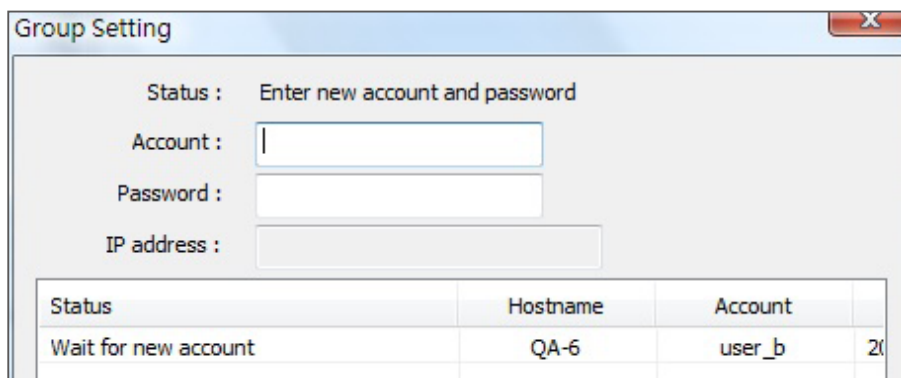 Group Setting
Status : Enter new account and password
Account :
Password :
IP address :
Status Hostname Account
Wait for new account QA-6 user_b